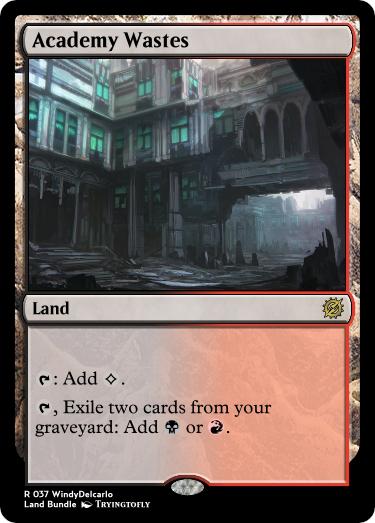 Academy Wastes
Land
: Add .
, Exile two cards from your
graveyard: Add or .
R 037 WindyDelcarlo
Land Bundle Tryingtofly